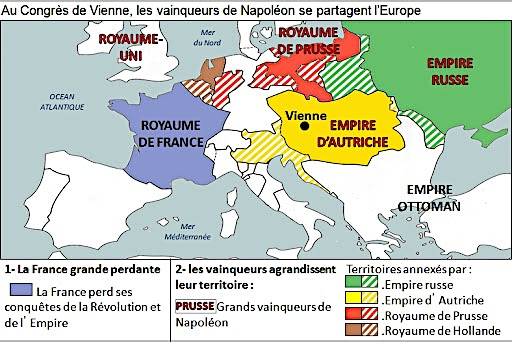 Au Congrès de Vienne, les vainqueurs de Napoléon se partagent l'Europe
ROYAUME-
UNI
Mer
du Nord
ROYAUME
DE PRUSSE
EMPIRE
RUSSE
OCEAN
ATLANTIQUE
ROYAUME
DE FRANCE
Vienne
EMPIRE
D'AUTRICHE
EMPIRE
OTTOMAN
Mer
Méditerranée
1- La France grande perdante
La France perd ses
conquêtes de la Révolution et
de l' Empire
2- les vainqueurs agrandissent
leur territoire :
PRUSSE Grands vainqueurs de
Napoléon
Territoires annexés par :
.Empire russe
.Empire d' Autriche
.Royaume de Prusse
.Royaume de Hollande